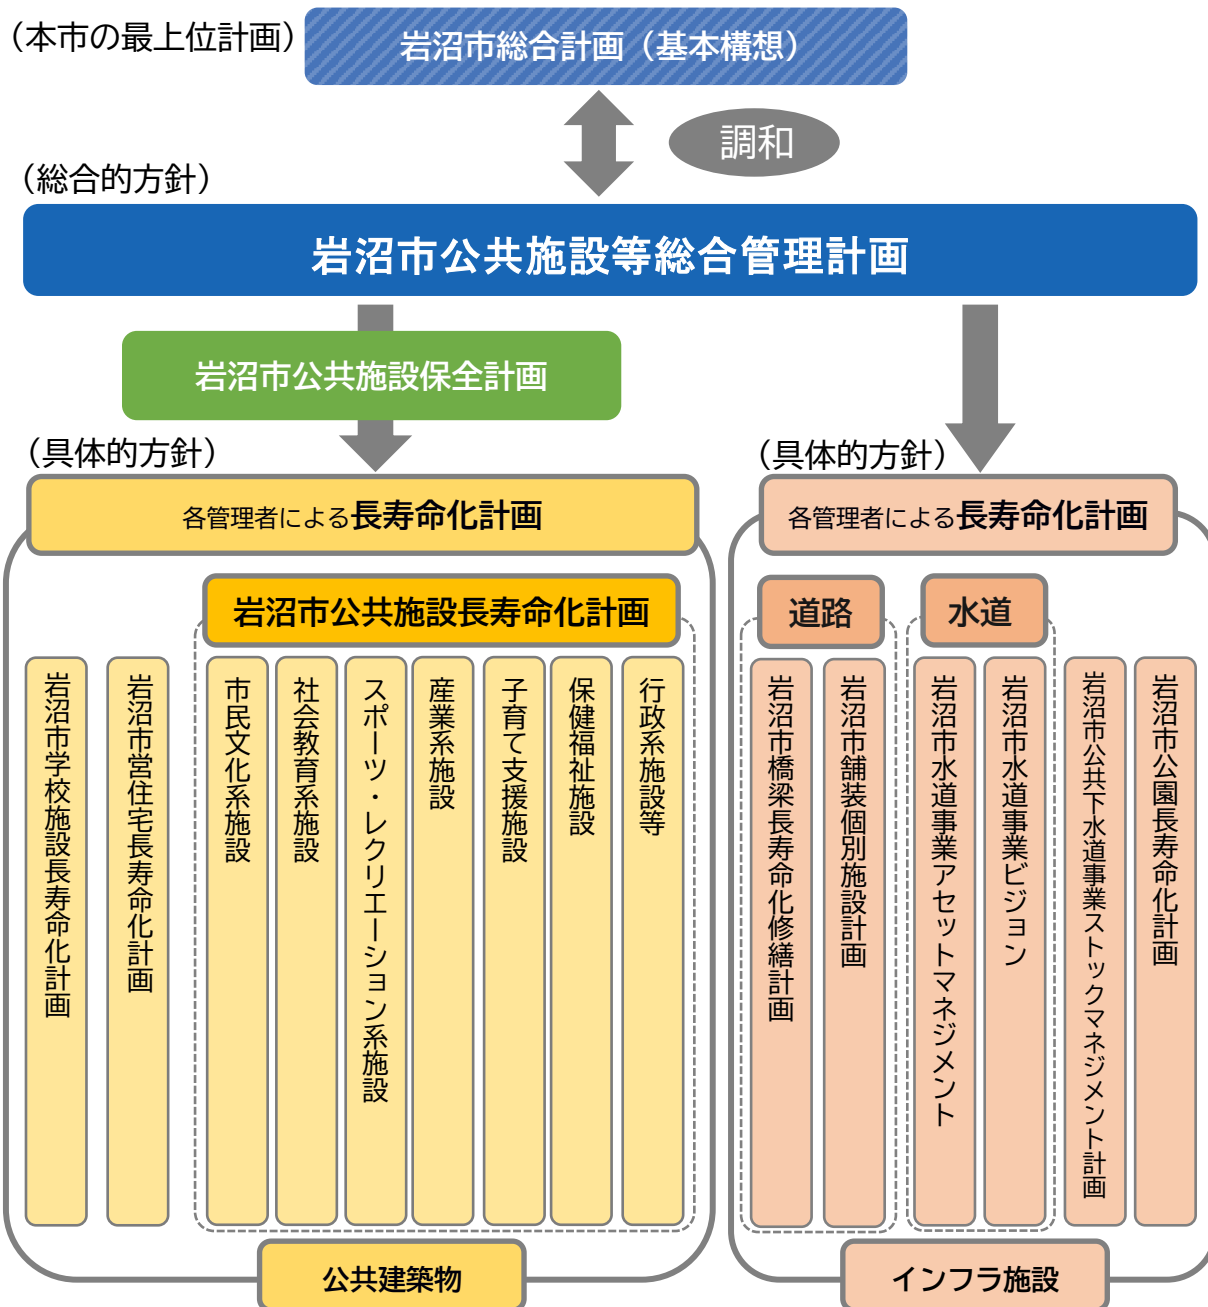 （本市の最上位計画）
岩沼市総合計画（基本構想）
調和
（総合的方針）
岩沼市公共施設等総合管理計画
岩沼市公共施設保全計画
（具体的方針）
各管理者による長寿命化計画
岩沼市公共施設長寿命化計画
岩沼市学校施設長寿命化計画
岩沼市営住宅長寿命化計画
市民文化系施設
社会教育系施設
スポーツ・レクリエーション系施設
産業系施設
子育て支援施設
保健福祉施設
行政系施設等
公共建築物
（具体的方針）
各管理者による長寿命化計画
道路
水道
岩沼市橋梁長寿命化修繕計画
岩沼市舗装個別施設計画
岩沼市水道事業アセットマネジメント
岩沼市水道事業ビジョン
岩沼市公共下水道事業ストックマネジメント計画
岩沼市公園長寿命化計画
インフラ施設